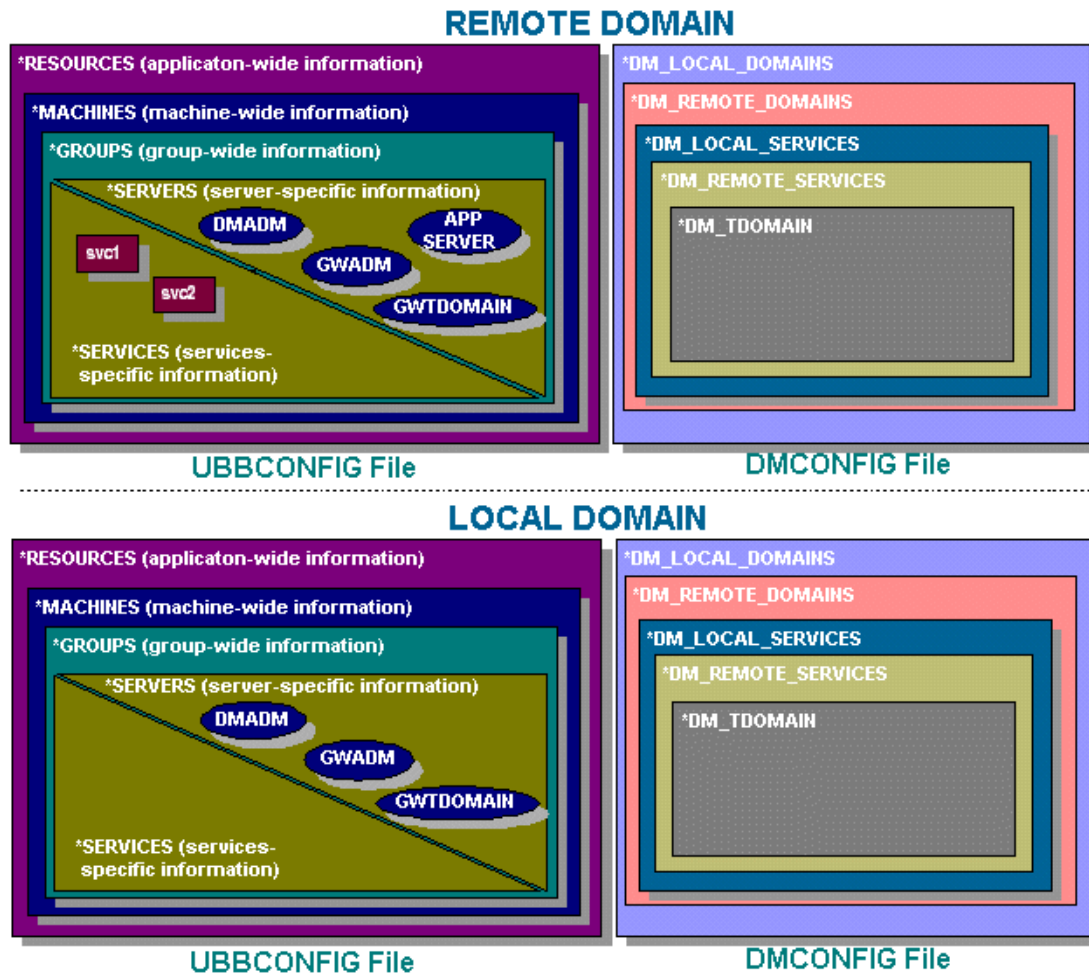 REMOTE DOMAIN
*RESOURCES (applicaton-wide information)
*MACHINES (machine-wide information)
*GROUPS (group-wide information)
*SERVERS (server-specific information)
DMADM
APP
SERVER
GWADM
GWTDOMAIN
svc1
svc2
*SERVICES (services-
specific information)
UBBCONFIG File
*DM_LOCAL_DOMAINS
*DM_REMOTE_DOMAINS
*DM_LOCAL_SERVICES
*DM_REMOTE_SERVICES
*DM_TDOMAIN
DMCONFIG File
LOCAL DOMAIN
*RESOURCES (applicaton-wide information)
*MACHINES (machine-wide information)
*GROUPS (group-wide information)
*SERVERS (server-specific information)
DMADM
GWADM
GWTDOMAIN
*SERVICES (services-
specific information)
UBBCONFIG File
*DM_LOCAL_DOMAINS
*DM_REMOTE_DOMAINS
*DM_LOCAL_SERVICES
*DM_REMOTE_SERVICES
*DM_TDOMAIN
DMCONFIG File